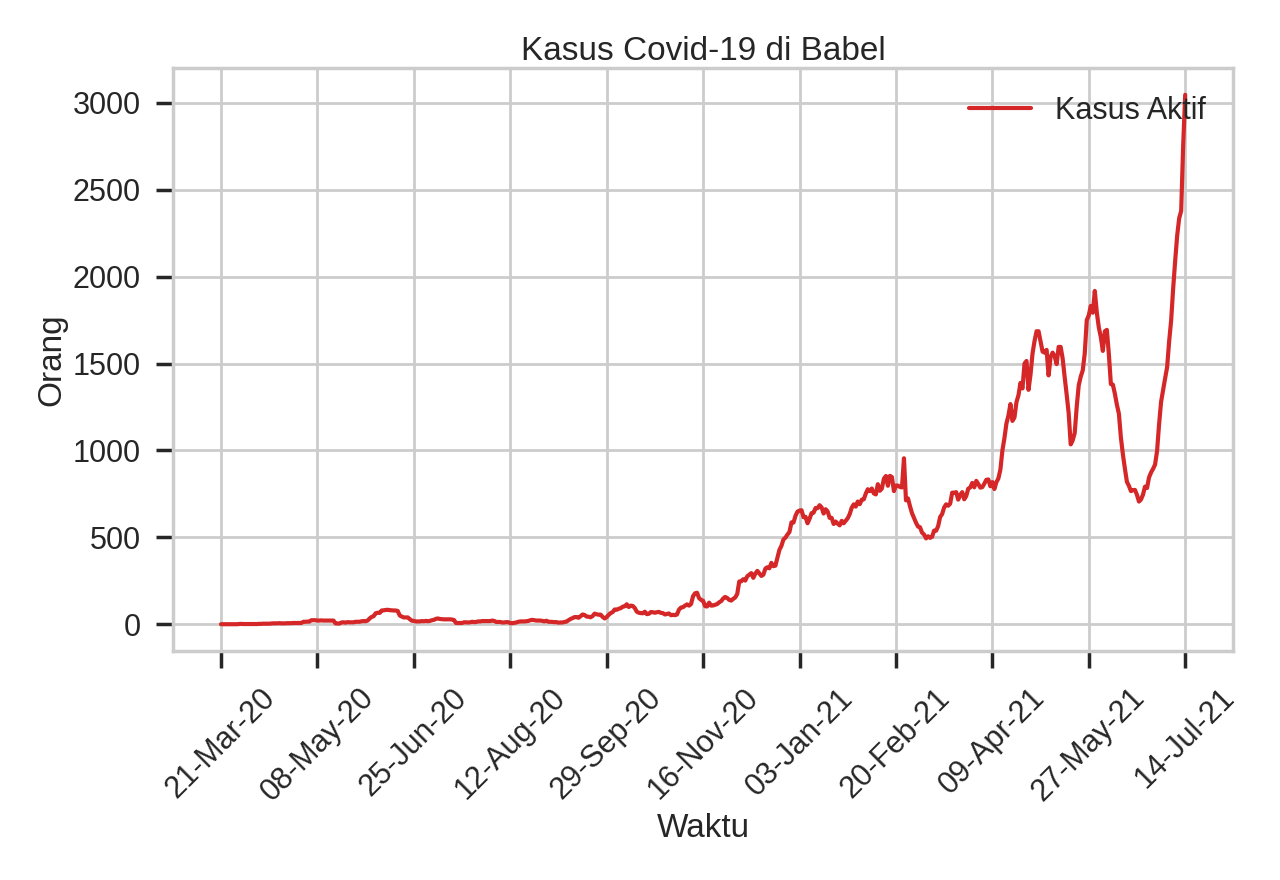 Kasus Covid-19 di Babel
Kasus Aktif
3000
2500
2000
1500
1000
500
0
Orang
21-Mar-20
08-May-20
25-Jun-20
12-Aug-20
29-Sep-20
16-Nov-20
03-Jan-21
20-Feb-21
09-Apr-21
27-May-21
14-Jul-21
Waktu